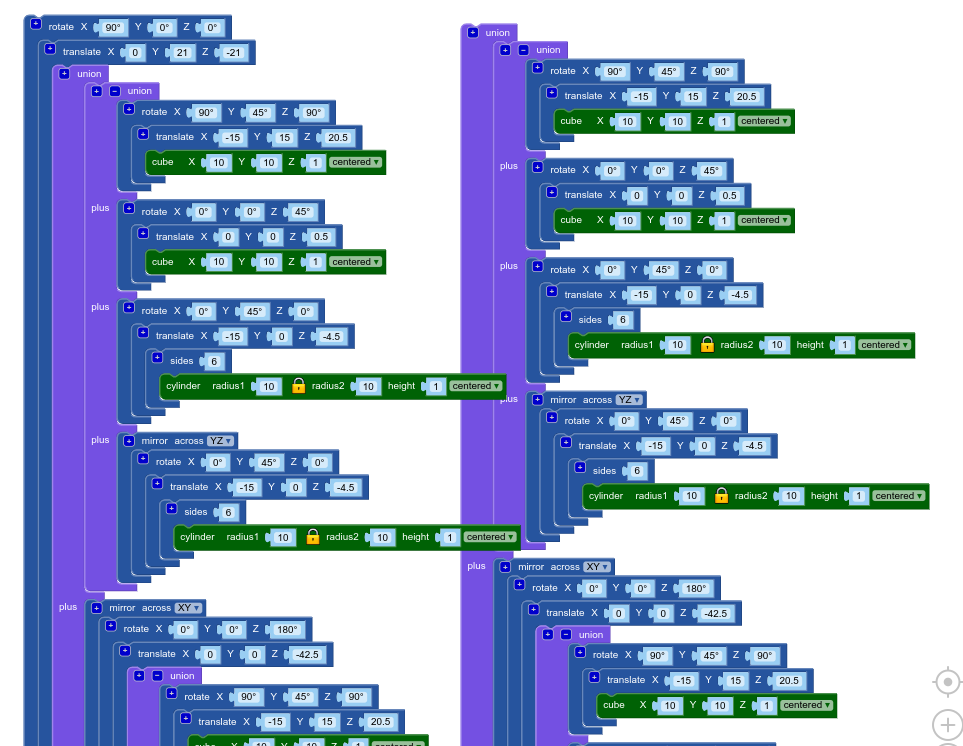 rotate X 90° Y 0° Z 0°
translate X 0 Y 21 Z -21
union
union
rotate X 90° Y 45° Z 90°
translate X -15 Y 15 Z 20.5
cube X 10 Y 10 Z 1 centered ▾
plus
rotate X 0° Y 0° Z 45°
translate X 0 Y 0 Z 0.5
cube X 10 Y 10 Z 1 centered ▾
plus
rotate X 0° Y 45° Z 0°
translate X -15 Y 0 Z -4.5
sides 6
cylinder radius1 10 radius2 10 height 1 centered ▾
plus
mirror across YZ ▾
rotate X 0° Y 45° Z 0°
translate X -15 Y 0 Z -4.5
sides 6
cylinder radius1 10 radius2 10 height 1 centered ▾
plus
mirror across XY ▾
rotate X 0° Y 0° Z 180°
translate X 0 Y 0 Z -42.5
union
rotate X 90° Y 45° Z 90°
translate X -15 Y 15 Z 20.5
cube X 10 Y 10 Z 1 centered ▾
union
union
rotate X 90° Y 45° Z 90°
translate X -15 Y 15 Z 20.5
cube X 10 Y 10 Z 1 centered ▾
plus
rotate X 0° Y 0° Z 45°
translate X 0 Y 0 Z 0.5
cube X 10 Y 10 Z 1 centered ▾
plus
rotate X 0° Y 45° Z 0°
translate X -15 Y 0 Z -4.5
sides 6
cylinder radius1 10 radius2 10 height 1 centered ▾
plus
mirror across YZ ▾
rotate X 0° Y 45° Z 0°
translate X -15 Y 0 Z -4.5
sides 6
cylinder radius1 10 radius2 10 height 1 centered ▾
plus
mirror across XY ▾
rotate X 0° Y 0° Z 180°
translate X 0 Y 0 Z -42.5
union
rotate X 90° Y 45° Z 90°
translate X -15 Y 15 Z 20.5
cube X 10 Y 10 Z 1 centered ▾